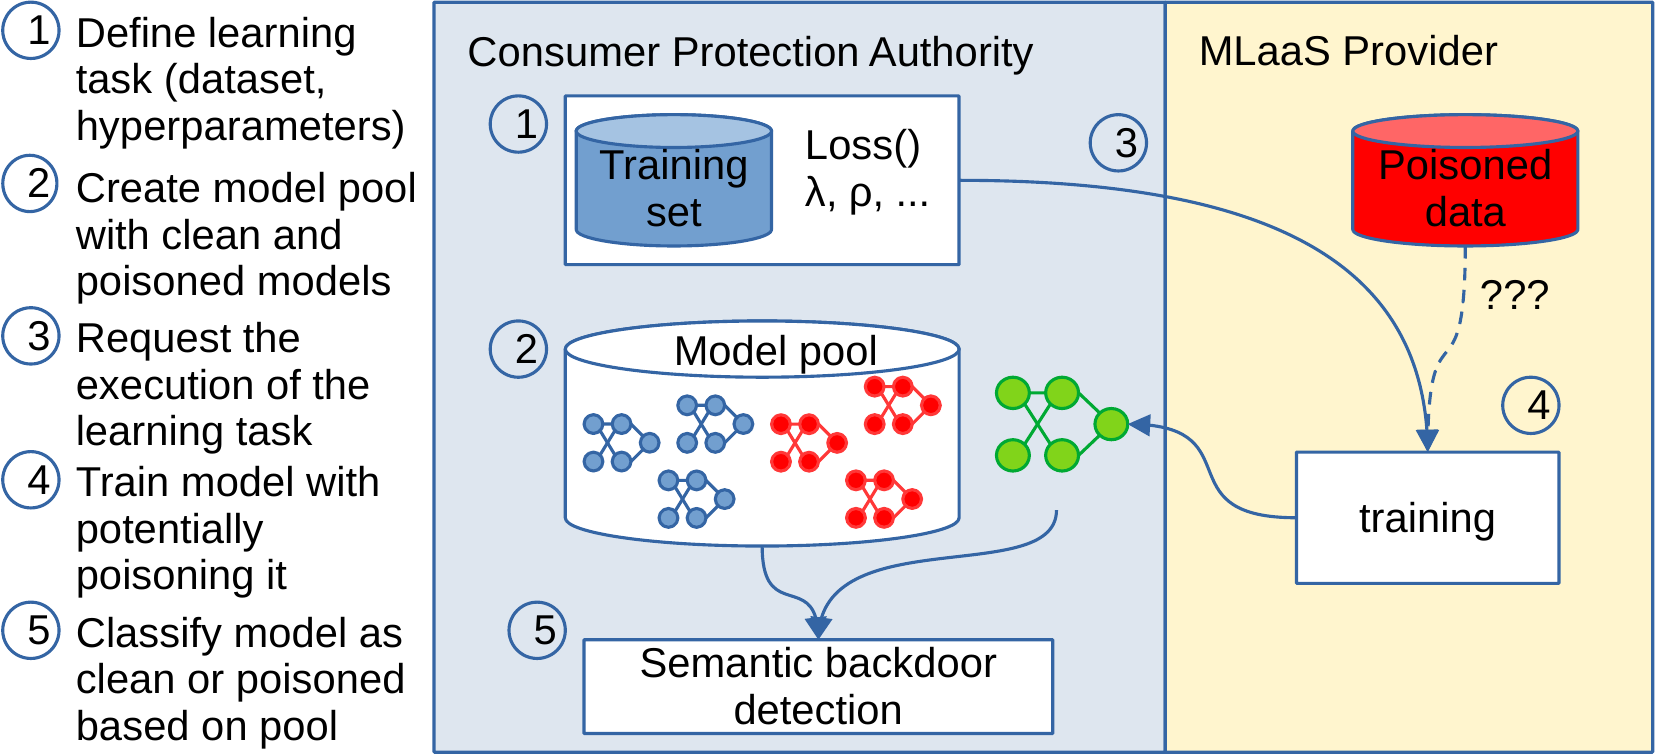 1 Define learning
task (dataset,
hyperparameters)
2 Create model pool
with clean and
poisoned models
3 Request the
execution of the
learning task
4 Train model with
potentially
poisoning it
5 Classify model as
clean or poisoned
based on pool
Consumer Protection Authority
1
Training
set
Loss()
λ, ρ, ...
3
2
Model pool
5
Semantic backdoor
detection
MLaaS Provider
Poisoned
data
???
4
training